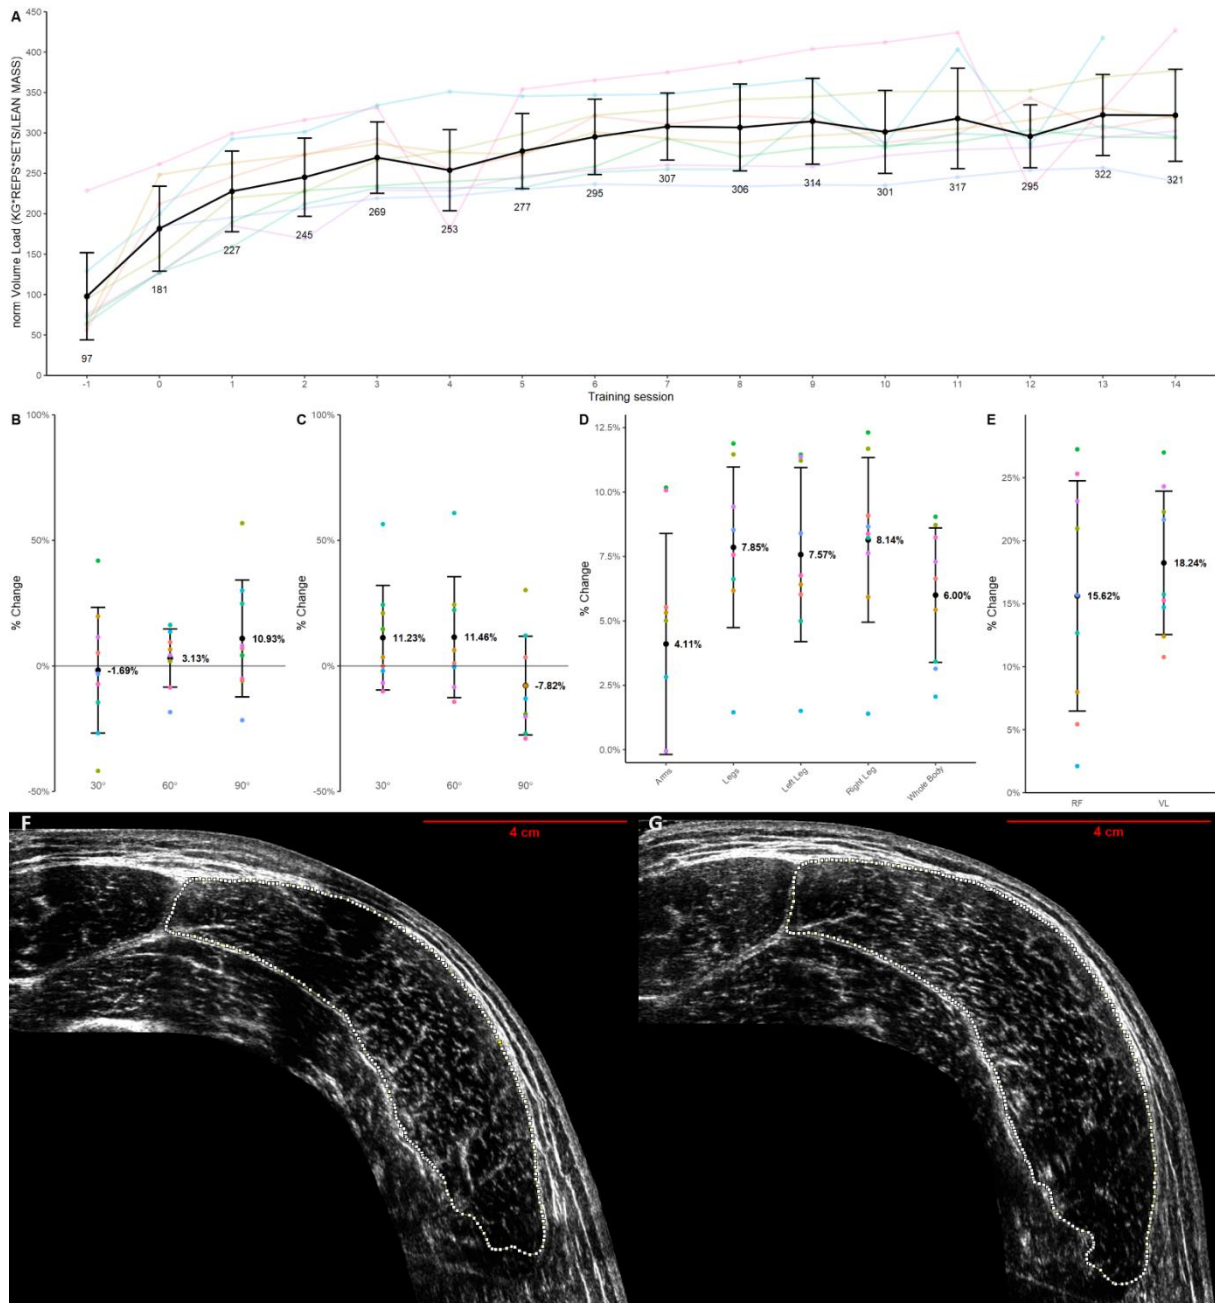 A
norm Volume Load (KG*REPS*SETS/LEAN MASS)
450
400
350
300
250
200
150
100
50
0
97
181
227
245
269
253
277
295
307
306
314
301
317
295
322
321
-1 0 1 2 3 4 5 6 7 8 9 10 11 12 13 14
Training session
B
% Change
100%
50%
0%
-50%
-1.69%
3.13%
10.93%
30° 60° 90°
C
% Change
100%
50%
0%
-50%
11.23%
11.46%
-7.82%
30° 60° 90°
D
% Change
12.5%
10.0%
7.5%
5.0%
2.5%
0.0%
4.11%
7.85%
7.57%
8.14%
6.00%
Arms
Legs
Left Leg
Right Leg
Whole Body
E
% Change
25%
20%
15%
10%
5%
0%
15.62%
18.24%
RF VL
F
4 cm
G
4 cm